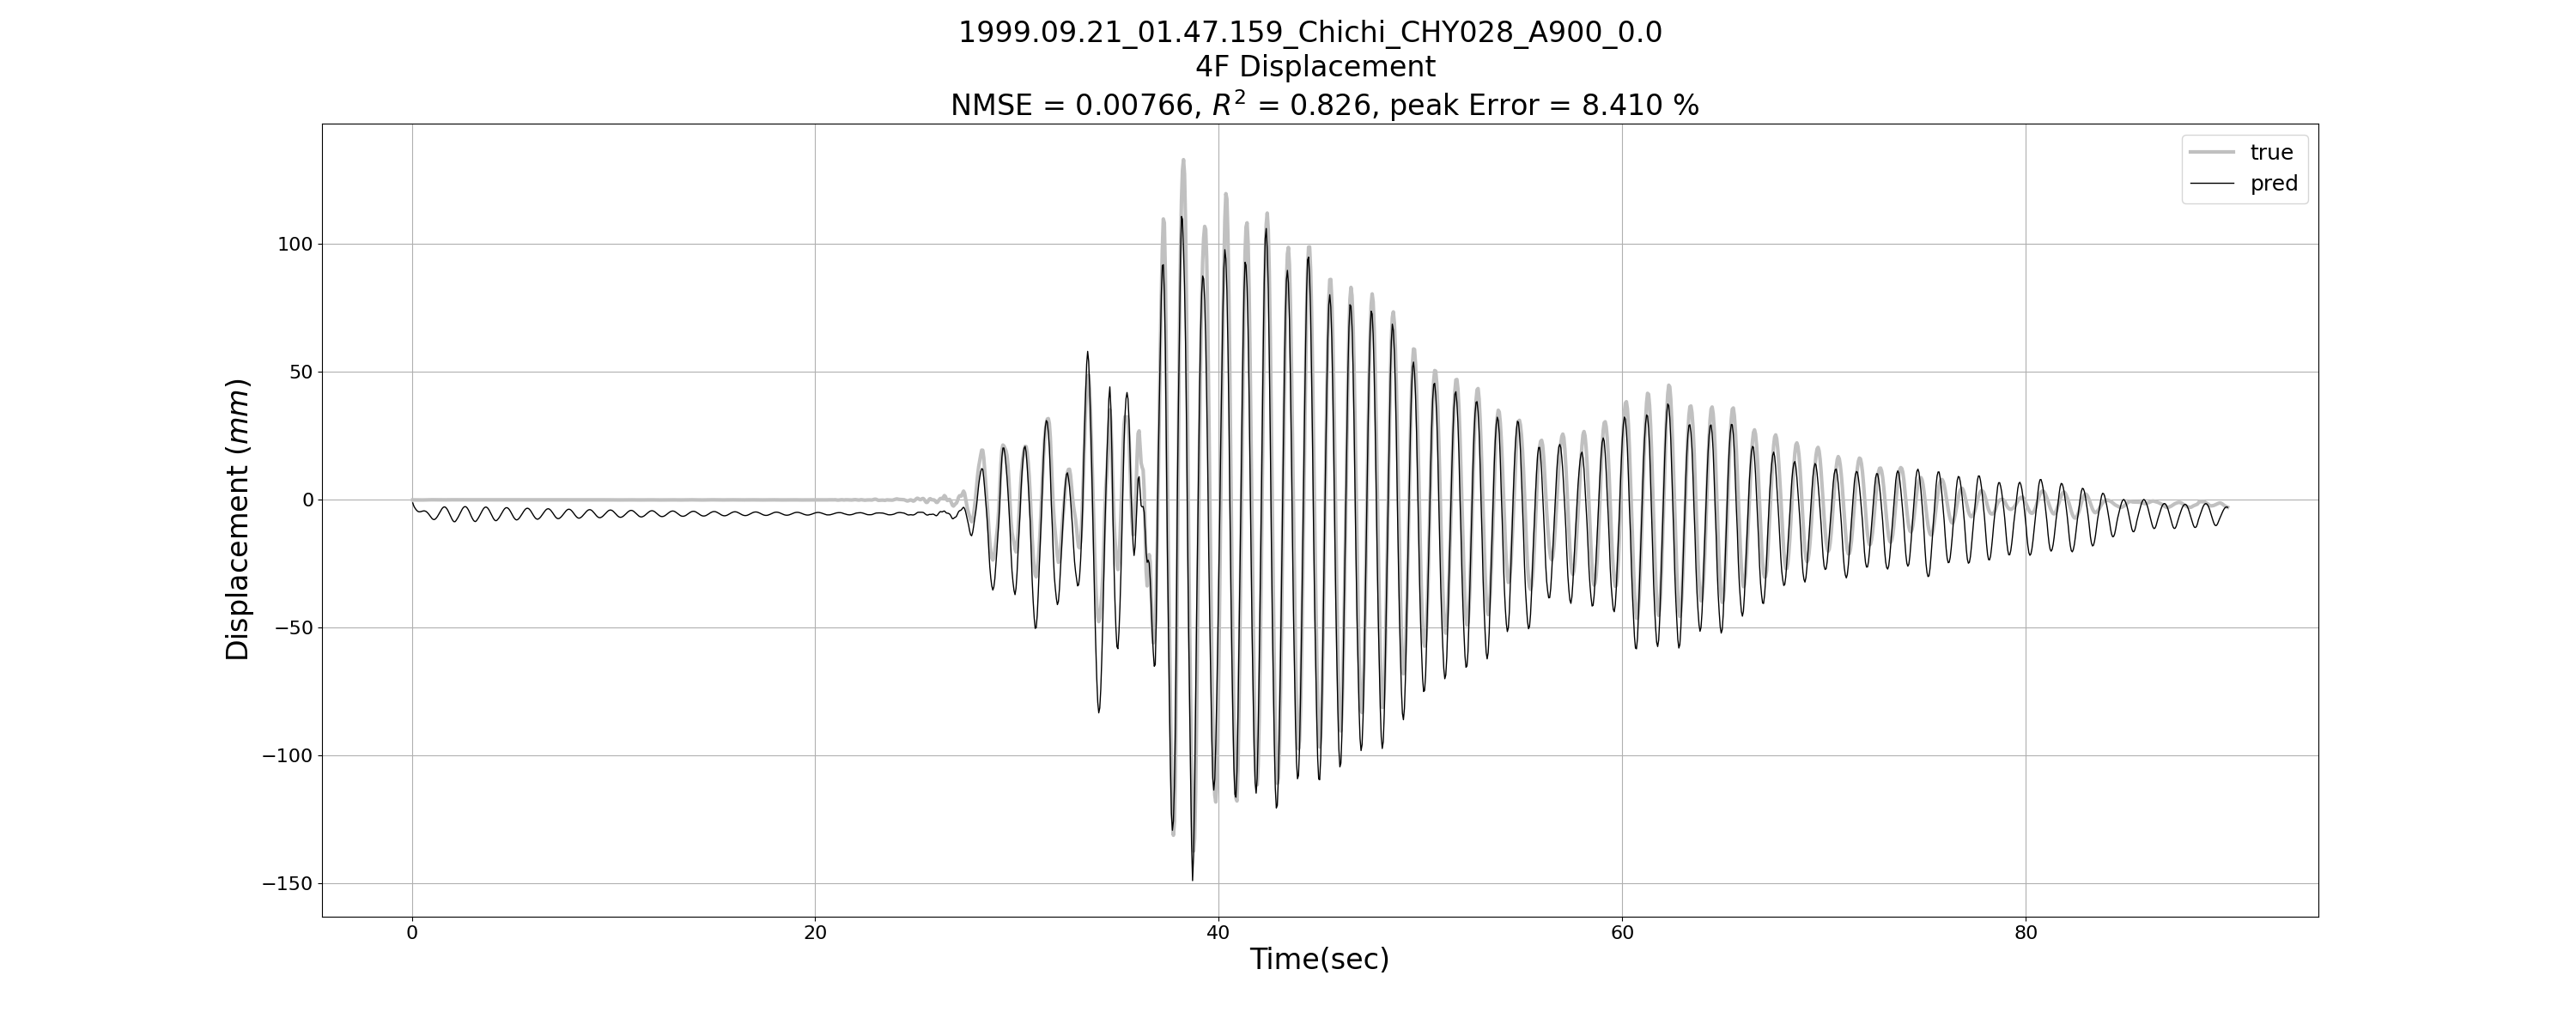 1999.09.21_01.47.159_Chichi_CHY028_A900_0.0
4F Displacement
NMSE = 0.00766, R² = 0.826, peak Error = 8.410 %
true
pred
Displacement (mm)
100
50
0
−50
−100
−150
0
20
40
60
80
Time(sec)